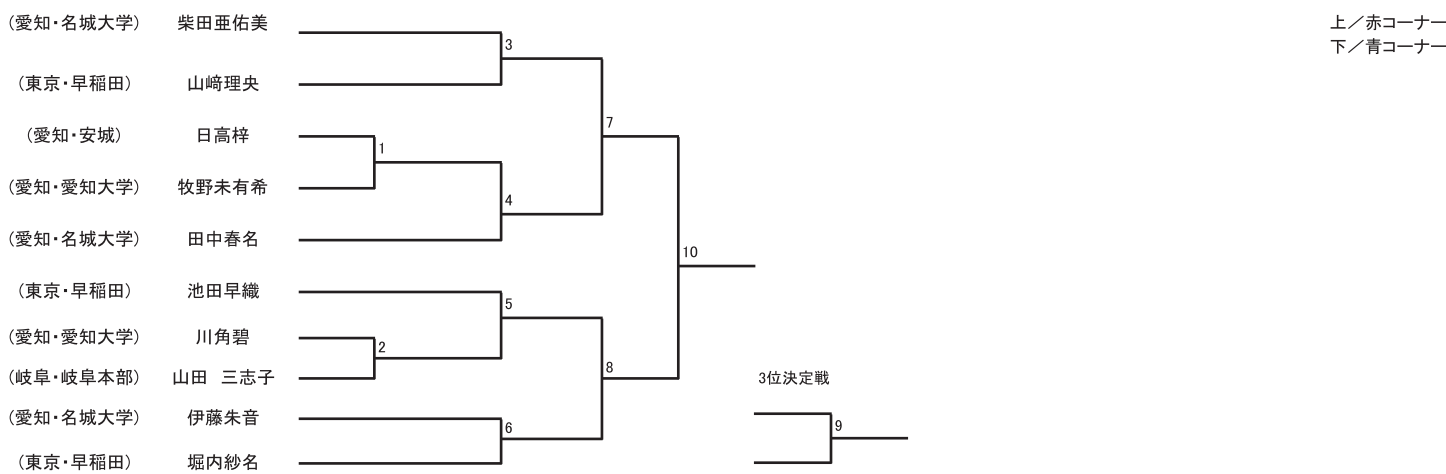 (愛知・名城大学) 柴田亜佑美
上／赤コーナー
下／青コーナー
3
(東京・早稲田) 山﨑理央
7
(愛知・安城) 日高梓
1
(愛知・愛知大学) 牧野未有希
4
(愛知・名城大学) 田中春名
10
(東京・早稲田) 池田早織
5
(愛知・愛知大学) 川角碧
2
8
(岐阜・岐阜本部) 山田　三志子
3位決定戦
(愛知・名城大学) 伊藤朱音
6
9
(東京・早稲田) 堀内紗名